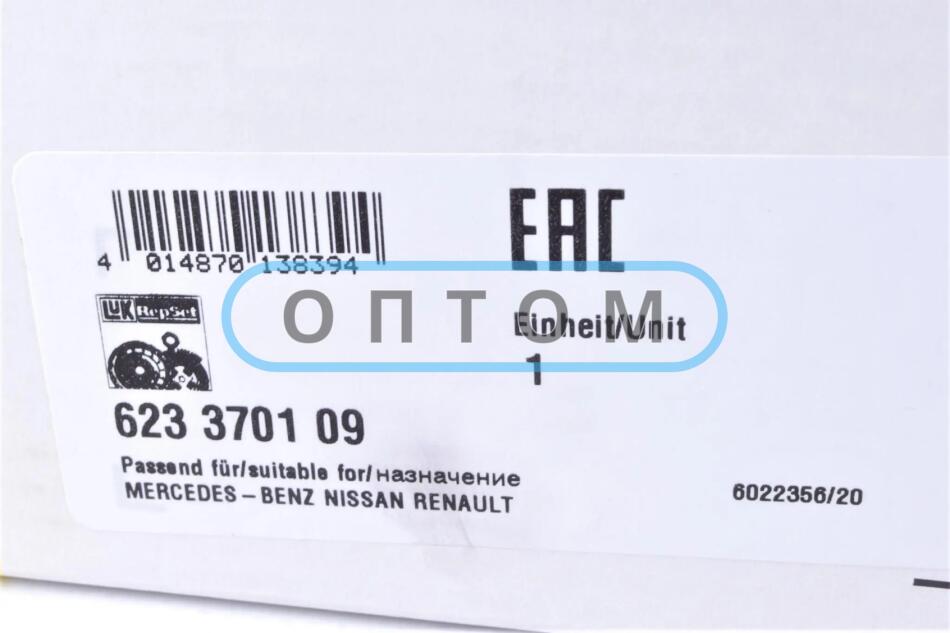 EAC
4 014870 138394
ОПТОМ
LUK RepSet
Einheit/Unit
1
623 3701 09
Passend für/suitable for/назначение
MERCEDES-BENZ NISSAN RENAULT
6022356/20